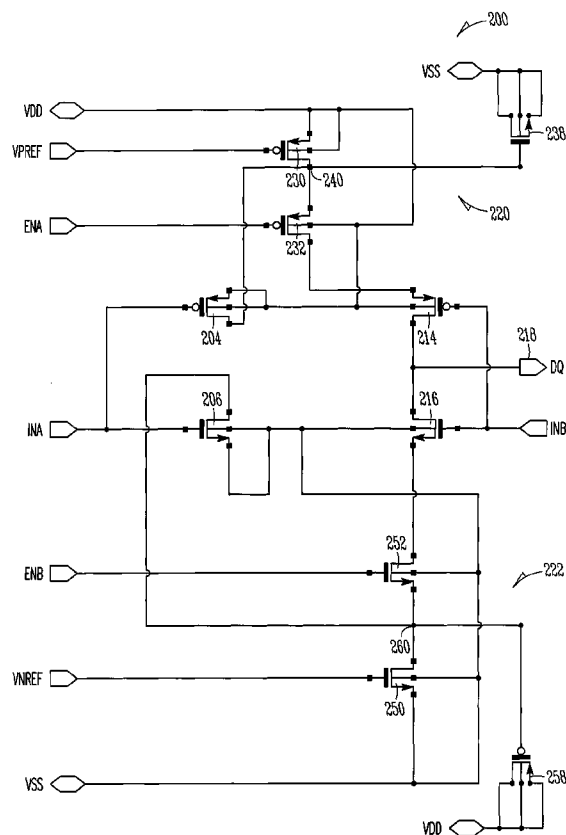 200
VSS
VDD
238
VPREF
230
240
220
ENA
232
204
214
218
DQ
206
216
INA
INB
252
222
ENB
260
VNREF
250
258
VSS
VDD